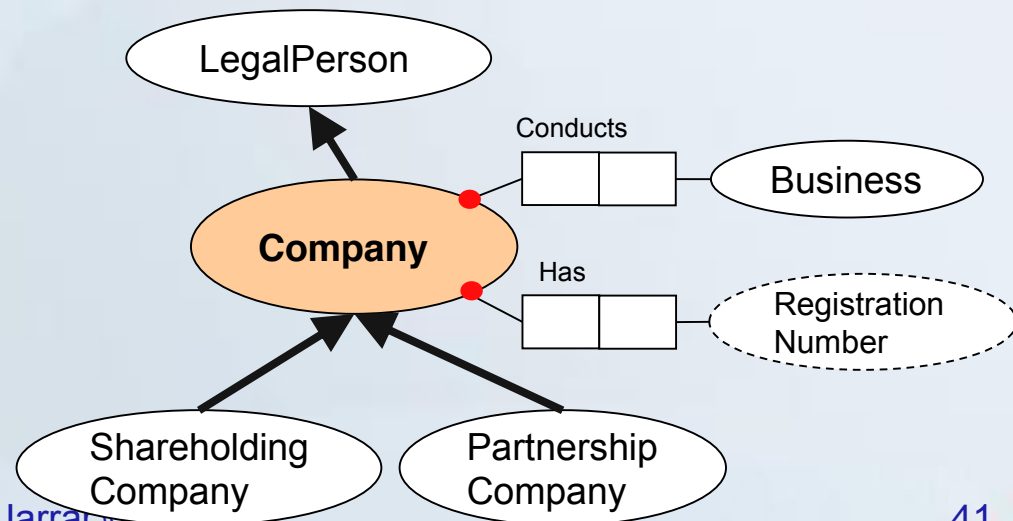 LegalPerson
Conducts
Business
Company
Has
Registration
Number
Shareholding
Company
Partnership
Company
41